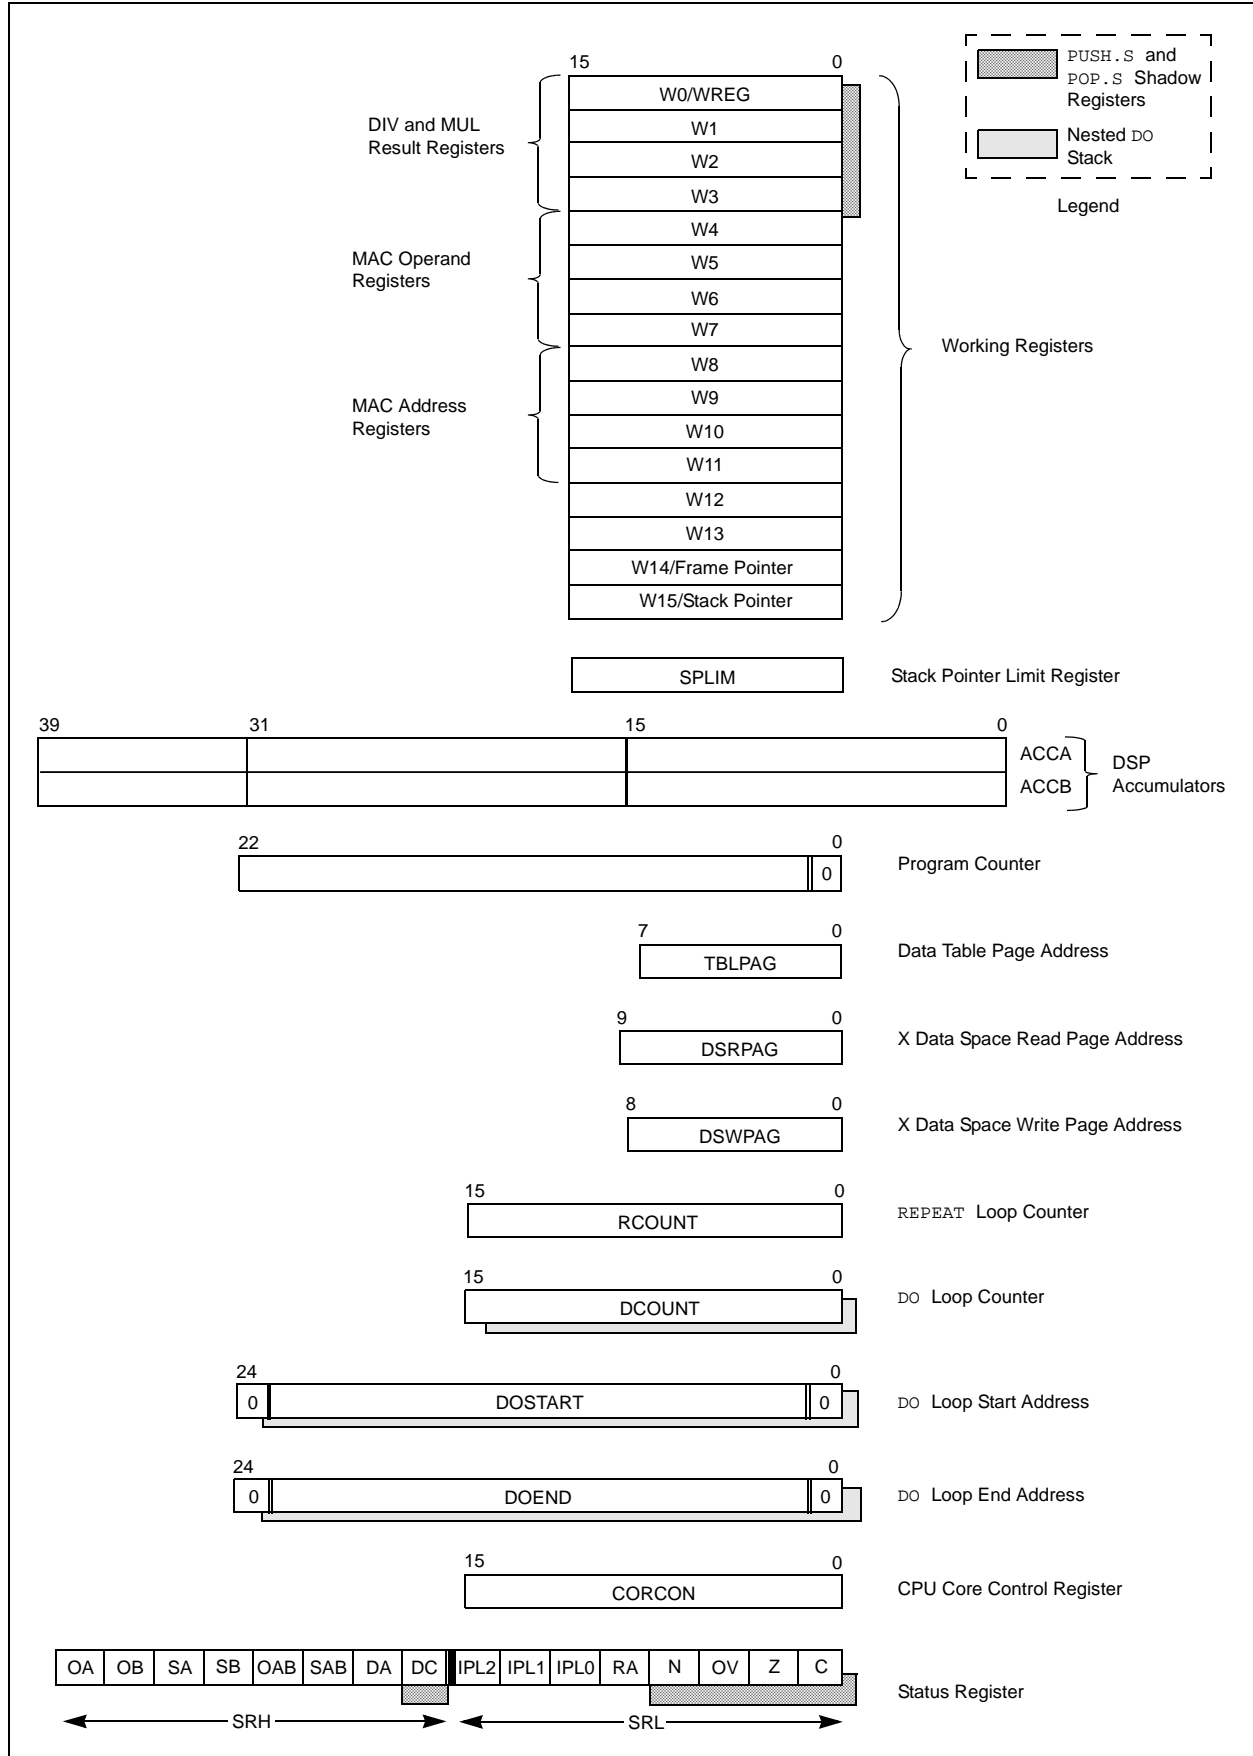 PUSH.S and
POP.S Shadow
Registers
Nested DO
Stack
Legend
15 0
W0/WREG
W1
W2
W3
W4
W5
W6
W7
W8
W9
W10
W11
W12
W13
W14/Frame Pointer
W15/Stack Pointer
DIV and MUL
Result Registers
MAC Operand
Registers
MAC Address
Registers
Working Registers
SPLIM Stack Pointer Limit Register
39 31 15 0
ACCA
ACCB
DSP
Accumulators
22 0
0 Program Counter
7 0
TBLPAG Data Table Page Address
9 0
DSRPAG X Data Space Read Page Address
8 0
DSWPAG X Data Space Write Page Address
15 0
RCOUNT REPEAT Loop Counter
15 0
DCOUNT DO Loop Counter
24 0
0 DOSTART 0 DO Loop Start Address
24 0
0 DOEND 0 DO Loop End Address
15 0
CORCON CPU Core Control Register
OA OB SA SB OAB SAB DA DC IPL2 IPL1 IPL0 RA N OV Z C
Status Register
SRH SRL